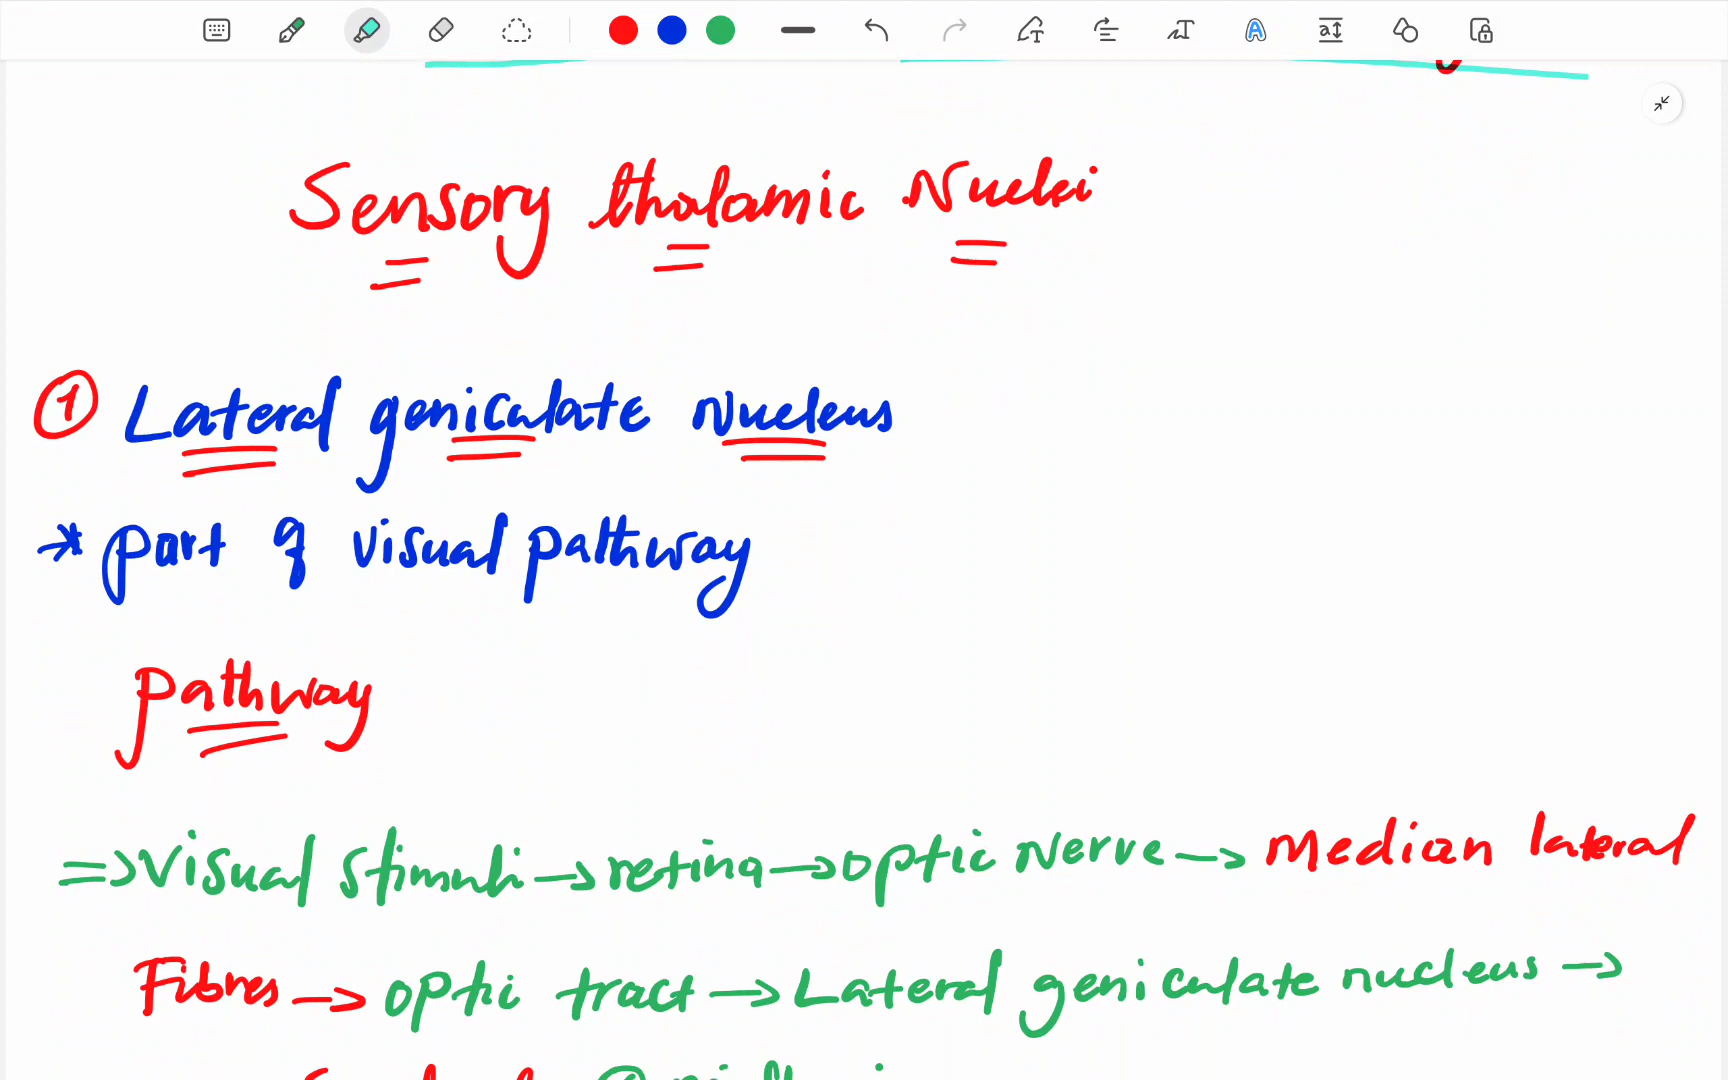 Sensory thalamic Nuclei
① Lateral geniculate Nucleus
* part of visual pathway
pathway
⇒ Visual stimuli → retina → optic Nerve → Median lateral
Fibres → optic tract → Lateral geniculate nucleus →